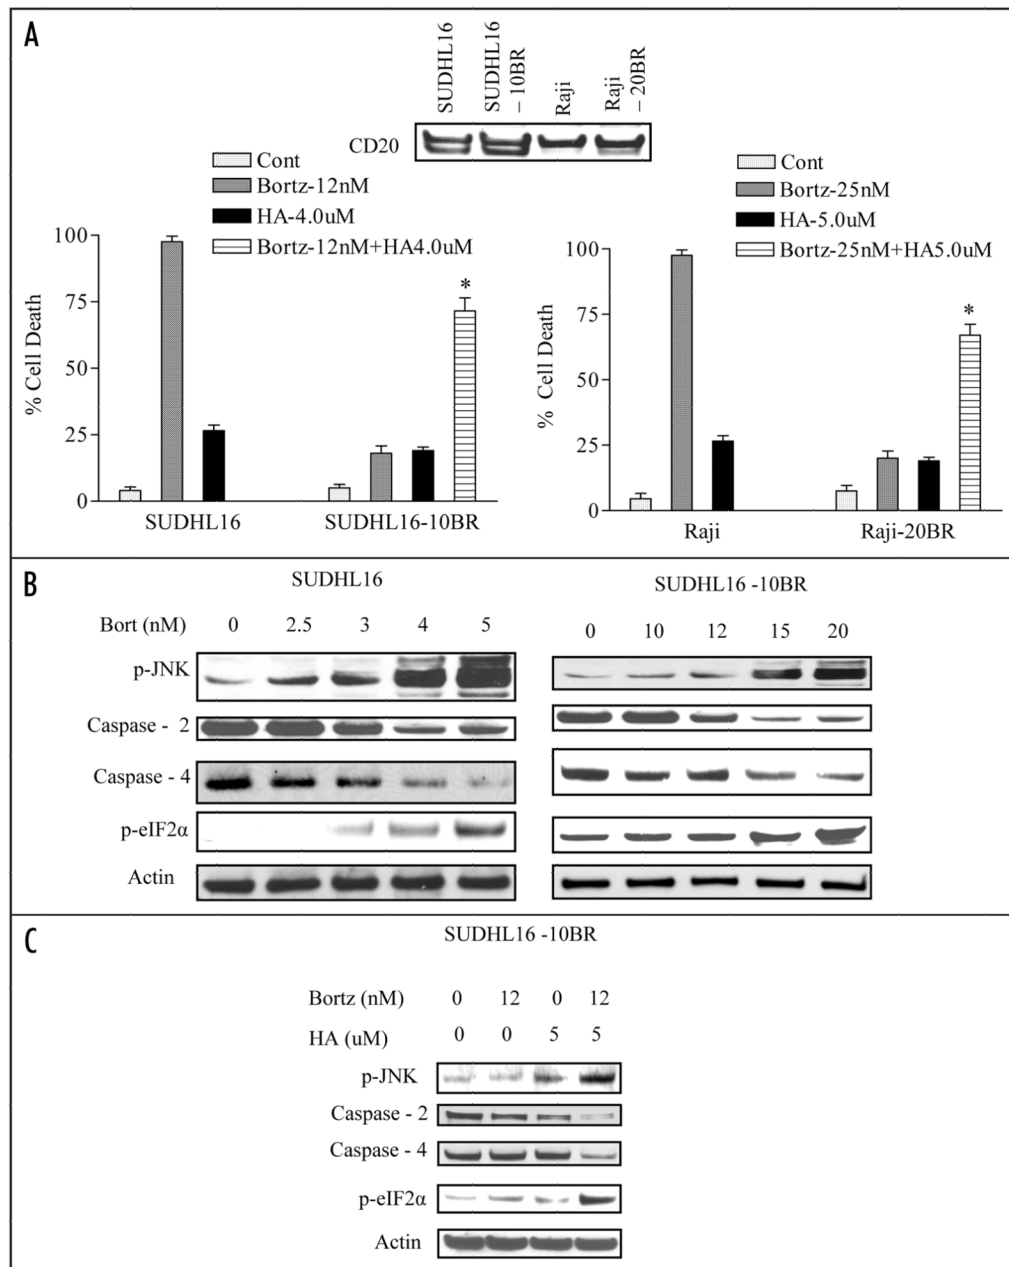 A
SUDHL16
SUDHL16
– 10BR
Raji
Raji
– 20BR
CD20
Cont
Bortz-12nM
HA-4.0uM
Bortz-12nM+HA4.0uM
% Cell Death
100
75
50
25
0
*
SUDHL16
SUDHL16-10BR
Cont
Bortz-25nM
HA-5.0uM
Bortz-25nM+HA5.0uM
% Cell Death
100
75
50
25
0
*
Raji
Raji-20BR
B
SUDHL16
SUDHL16 -10BR
Bort (nM) 0 2.5 3 4 5
0 10 12 15 20
p-JNK
Caspase - 2
Caspase - 4
p-eIF2α
Actin
C
SUDHL16 -10BR
Bortz (nM) 0 12 0 12
HA (uM) 0 0 5 5
p-JNK
Caspase - 2
Caspase - 4
p-eIF2α
Actin